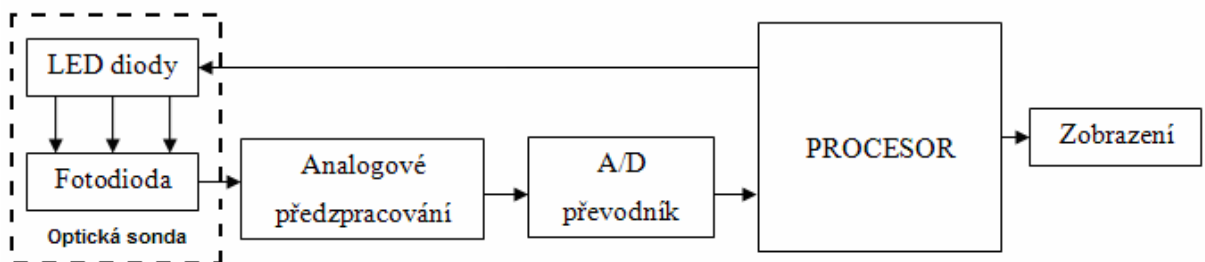 LED diody
Fotodioda
Optická sonda
Analogové
předzpracování
A/D
převodník
PROCESOR
Zobrazení